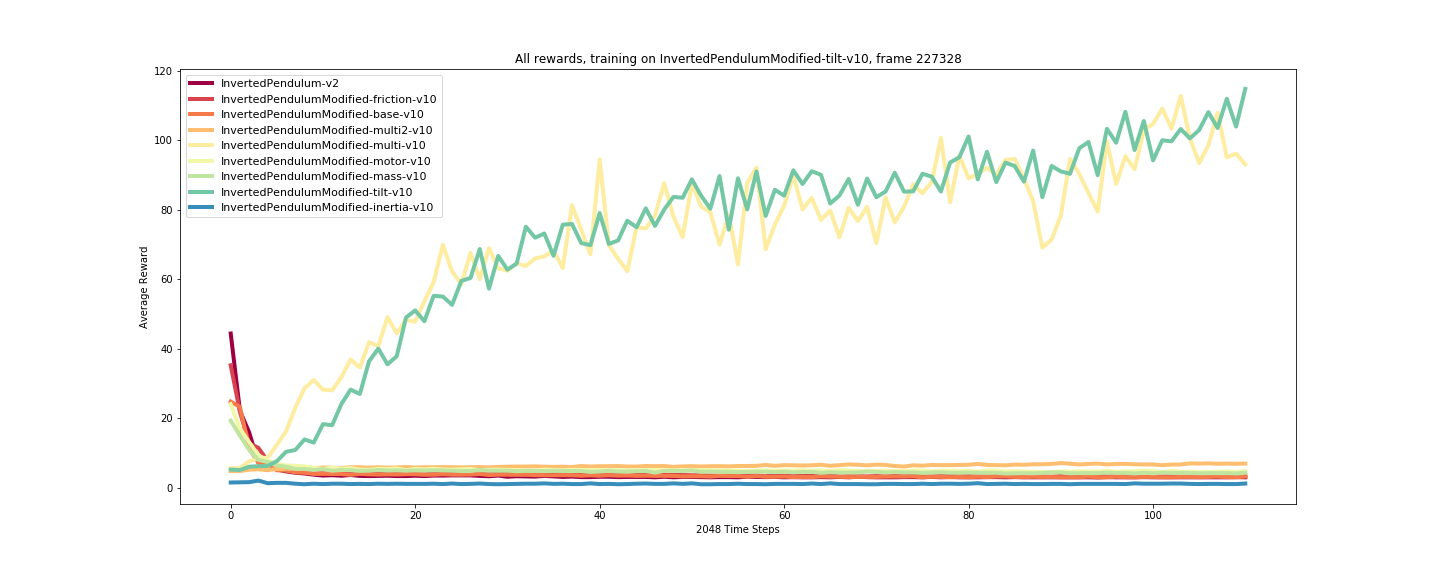 All rewards, training on InvertedPendulumModified-tilt-v10, frame 227328
InvertedPendulum-v2
InvertedPendulumModified-friction-v10
InvertedPendulumModified-base-v10
InvertedPendulumModified-multi2-v10
InvertedPendulumModified-multi-v10
InvertedPendulumModified-motor-v10
InvertedPendulumModified-mass-v10
InvertedPendulumModified-tilt-v10
InvertedPendulumModified-inertia-v10
Average Reward
120
100
80
60
40
20
0
0 20 40 60 80 100
2048 Time Steps